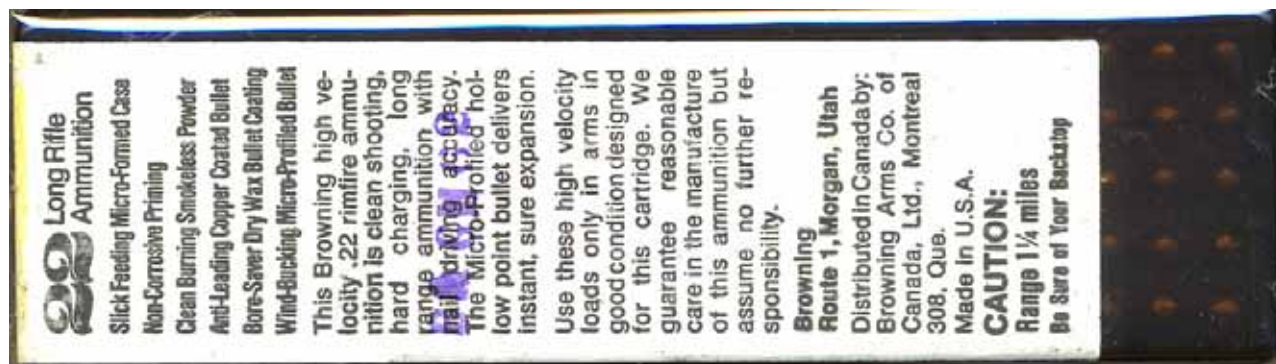 22 Long Rifle
Ammunition
Slick Feeding Micro-Formed Case
Non-Corrosive Priming
Clean Burning Smokeless Powder
Anti-Leading Copper Coated Bullet
Bore-Saver Dry Wax Bullet Coating
Wind-Bucking Micro-Profiled Bullet
This Browning high ve-
locity .22 rimfire ammu-
nition is clean shooting,
hard charging, long
range ammunition with
nail driving accuracy.
The Micro-Profiled hol-
low point bullet delivers
instant, sure expansion.
Use these high velocity
loads only in arms in
good condition designed
for this cartridge. We
guarantee reasonable
care in the manufacture
of this ammunition but
assume no further re-
sponsibility.
Browning
Route 1, Morgan, Utah
Distributed in Canada by:
Browning Arms Co. of
Canada, Ltd., Montreal
308, Que.
Made in U.S.A.
CAUTION:
Range 1¼ miles
Be Sure of Your Backstop